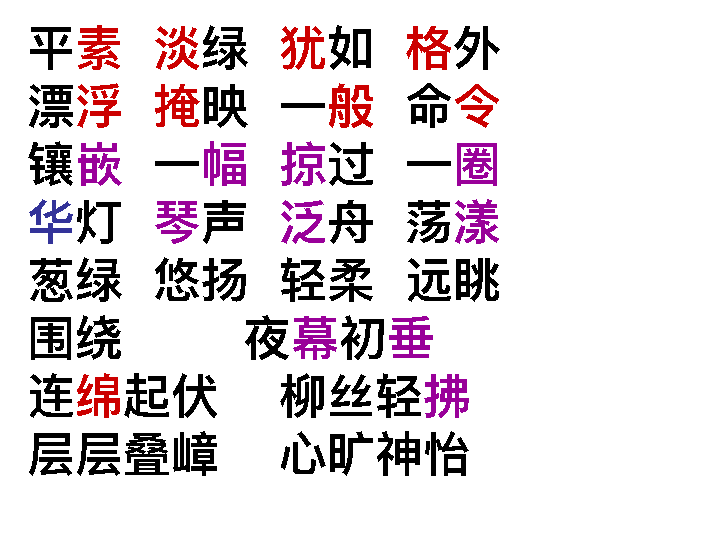 平素 淡绿 犹如 格外
漂浮 掩映 一般 命令
镶嵌 一幅 掠过 一圈
华灯 琴声 泛舟 荡漾
葱绿 悠扬 轻柔 远眺
围绕 夜幕初垂
连绵起伏 柳丝轻拂
层层叠嶂 心旷神怡